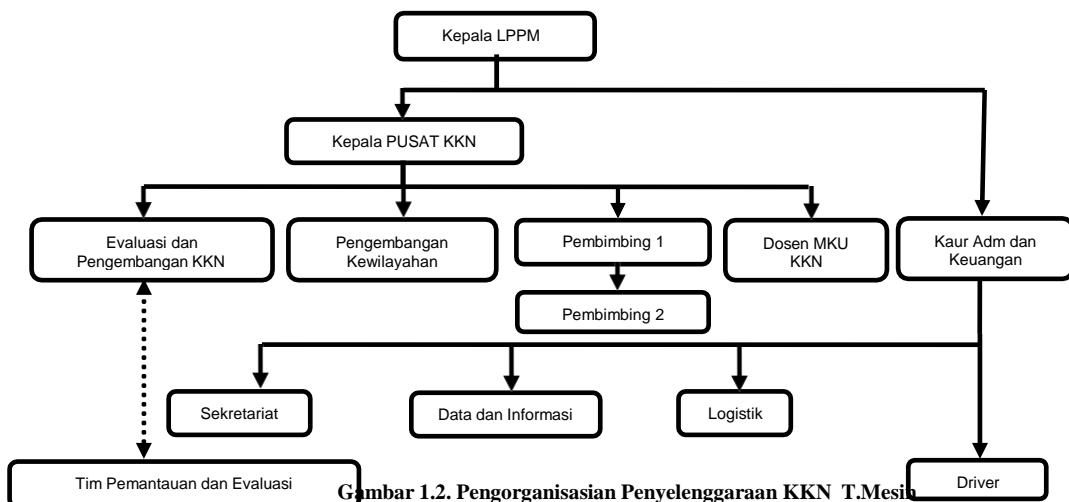 Kepala LPPM
Kepala PUSAT KKN
Evaluasi dan
Pengembangan KKN
Pengembangan
Kewilayahan
Pembimbing 1
Dosen MKU
KKN
Kaur Adm dan
Keuangan
Pembimbing 2
Sekretariat
Data dan Informasi
Logistik
Tim Pemantauan dan Evaluasi
Driver
Gambar 1.2. Pengorganisasian Penyelenggaraan KKN T.Mesin